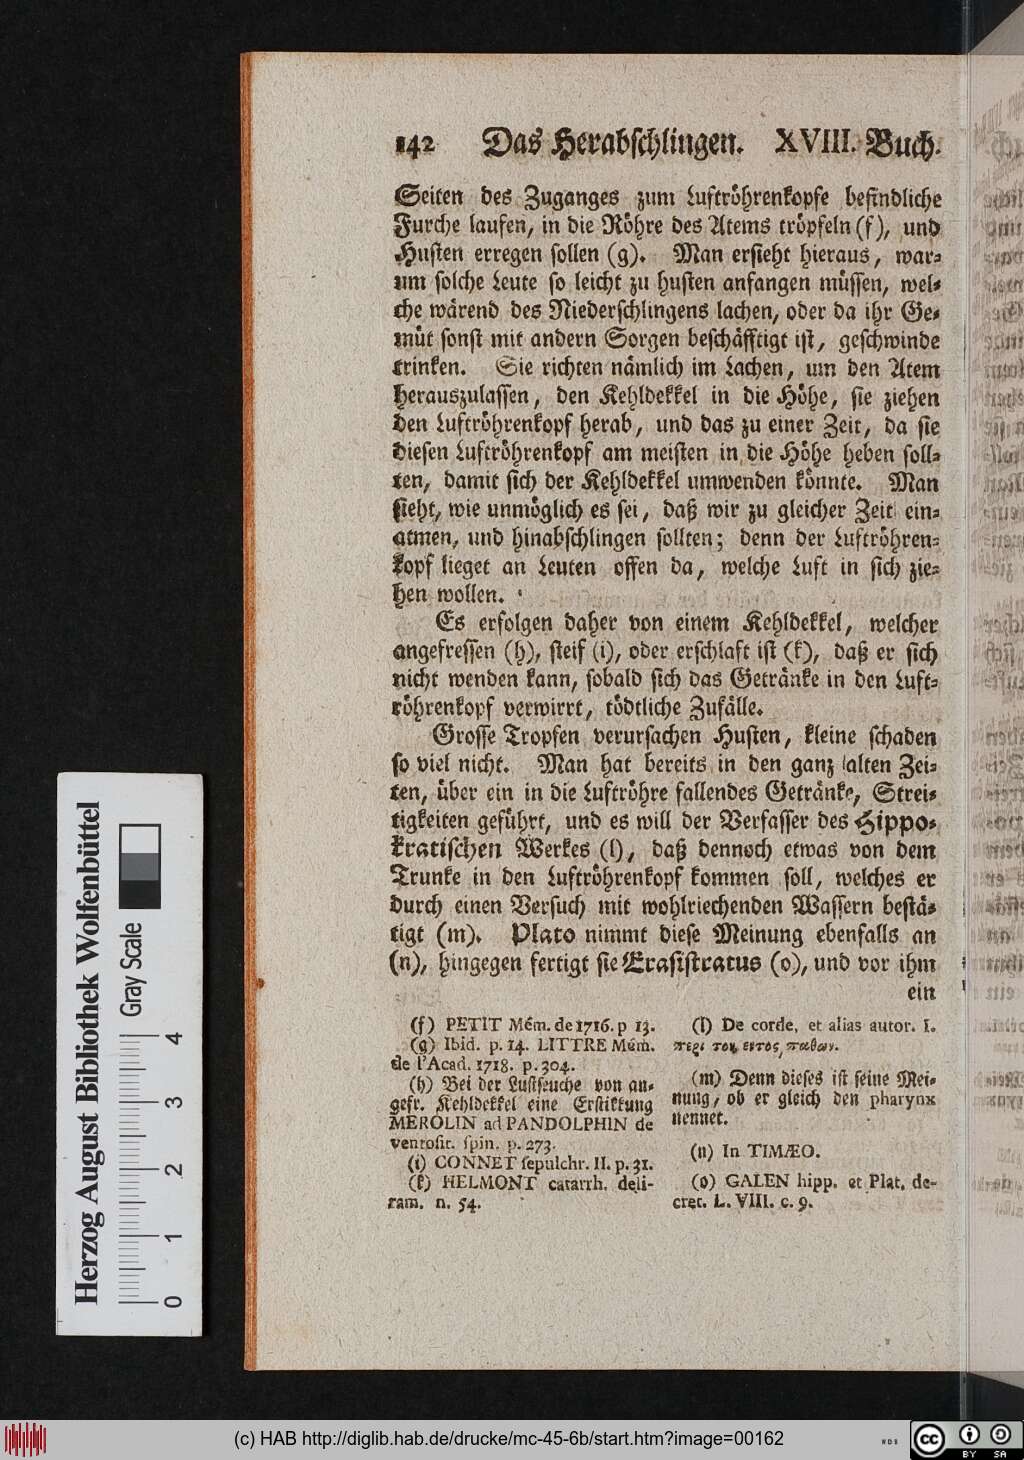 142 Das Herabschlingen. XVIII. Buch.
Seiten des Zuganges zum Luftröhrenkopfe befindliche
Furche laufen, in die Röhre des Atems tröpfeln (f), und
Husten erregen sollen (g). Man ersieht hieraus, war-
um solche Leute so leicht zu husten anfangen müssen, wel-
che wärend des Niederschlingens lachen, oder da ihr Ge-
müt sonst mit andern Sorgen beschäfftigt ist, geschwinde
trinken. Sie richten nämlich im Lachen, um den Atem
herauszulassen, den Kehldekkel in die Höhe, sie ziehen
den Luftröhrenkopf herab, und das zu einer Zeit, da sie
diesen Luftröhrenkopf am meisten in die Höhe heben soll-
ten, damit sich der Kehldekkel umwenden könnte. Man
sieht, wie unmöglich es sei, daß wir zu gleicher Zeit ein-
atmen, und hinabschlingen sollten; denn der Luftröhren-
kopf lieget an Leuten offen da, welche Luft in sich zie-
hen wollen.
Es erfolgen daher von einem Kehldekkel, welcher
angefressen (h), steif (i), oder erschlaft ist (k), daß er sich
nicht wenden kann, sobald sich das Getränke in den Luft-
röhrenkopf verwirrt, tödtliche Zufälle.
Grosse Tropfen verursachen Husten, kleine schaden
so viel nicht. Man hat bereits in den ganz alten Zei-
ten, über ein in die Luftröhre fallendes Getränke, Strei-
tigkeiten geführt, und es will der Verfasser des Hippo-
kratischen Werkes (l), daß dennoch etwas von dem
Trunke in den Luftröhrenkopf kommen soll, welches er
durch einen Versuch mit wohlriechenden Wassern bestä-
tigt (m). Plato nimmt diese Meinung ebenfalls an
(n), hingegen fertigt sie Erasistratus (o), und vor ihm
ein
(f) PETIT Mém. de 1716. p 13.
(g) Ibid. p. 14. LITTRE Mém.
de l'Acad. 1718. p. 304.
(h) Bei der Lustseuche von an-
gefr. Kehldekkel eine Erstikkung
MEROLIN ad PANDOLPHIN de
ventosit. spin. p. 273.
(i) CONNET sepulchr. II. p. 31.
(k) HELMONT catarrh. deli-
ram. n. 54.
(l) De corde, et alias autor. I.
περι των εντος παθων.
(m) Denn dieses ist seine Mei-
nung, ob er gleich den pharynx
nennet.
(n) In TIMÆO.
(o) GALEN hipp. et Plat. de-
cret. L. VIII. c. 9.
Herzog August Bibliothek Wolfenbüttel
Gray Scale
0 1 2 3 4
(c) HAB http://diglib.hab.de/drucke/mc-45-6b/start.htm?image=00162
cc BY SA